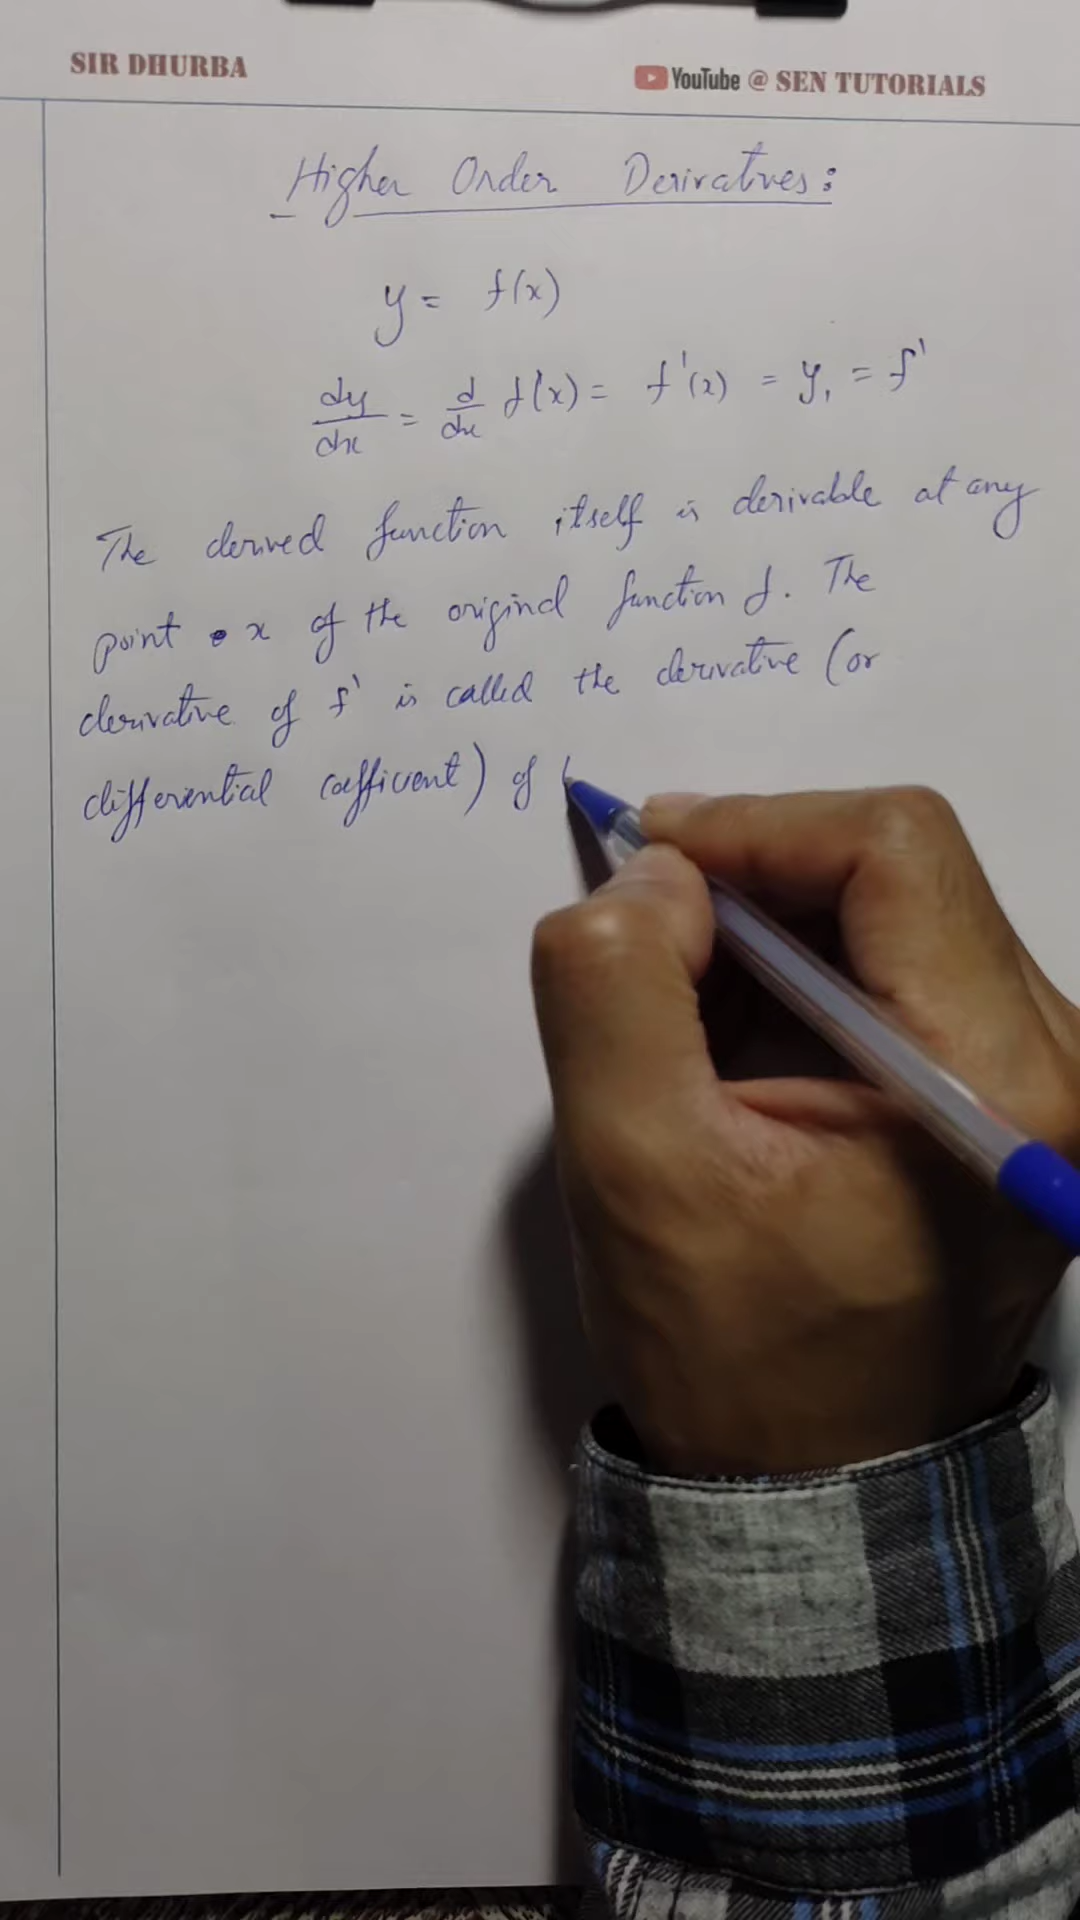 SIR DHURBA
YouTube @ SEN TUTORIALS
Higher Order Derivatives:
y = f(x)
dy/dx = d/dx f(x) = f'(x) = y₁ = f'
The derived function itself is derivable at any
point x of the original function f. The
derivative of f' is called the derivative (or
differential coefficient) of